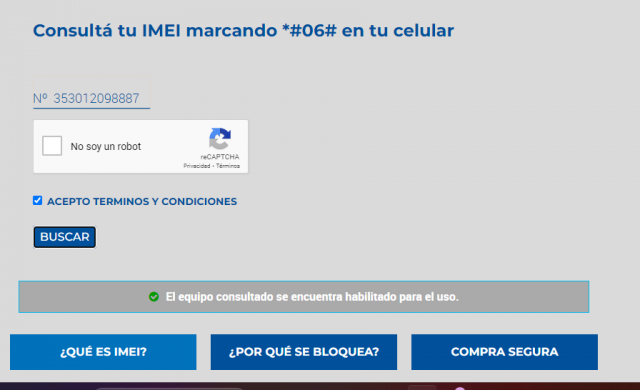 Consultá tu IMEI marcando *#06# en tu celular
Nº 353012098887
No soy un robot
reCAPTCHA
Privacidad - Términos
ACEPTO TERMINOS Y CONDICIONES
BUSCAR
El equipo consultado se encuentra habilitado para el uso.
¿QUÉ ES IMEI?
¿POR QUÉ SE BLOQUEA?
COMPRA SEGURA